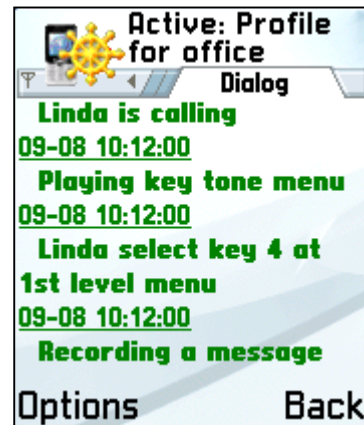 Active: Profile
for office
Dialog
Linda is calling
09-08 10:12:00
Playing key tone menu
09-08 10:12:00
Linda select key 4 at
1st level menu
09-08 10:12:00
Recording a message
Options Back